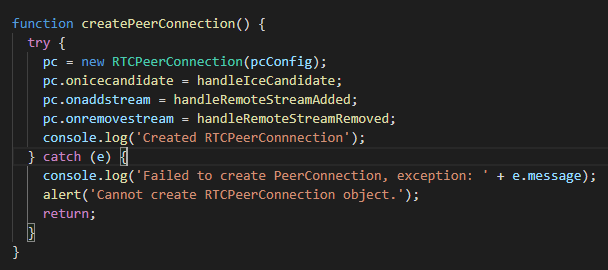 function createPeerConnection() {
  try {
    pc = new RTCPeerConnection(pcConfig);
    pc.onicecandidate = handleIceCandidate;
    pc.onaddstream = handleRemoteStreamAdded;
    pc.onremovestream = handleRemoteStreamRemoved;
    console.log('Created RTCPeerConnnection');
  } catch (e) {
    console.log('Failed to create PeerConnection, exception: ' + e.message);
    alert('Cannot create RTCPeerConnection object.');
    return;
  }
}